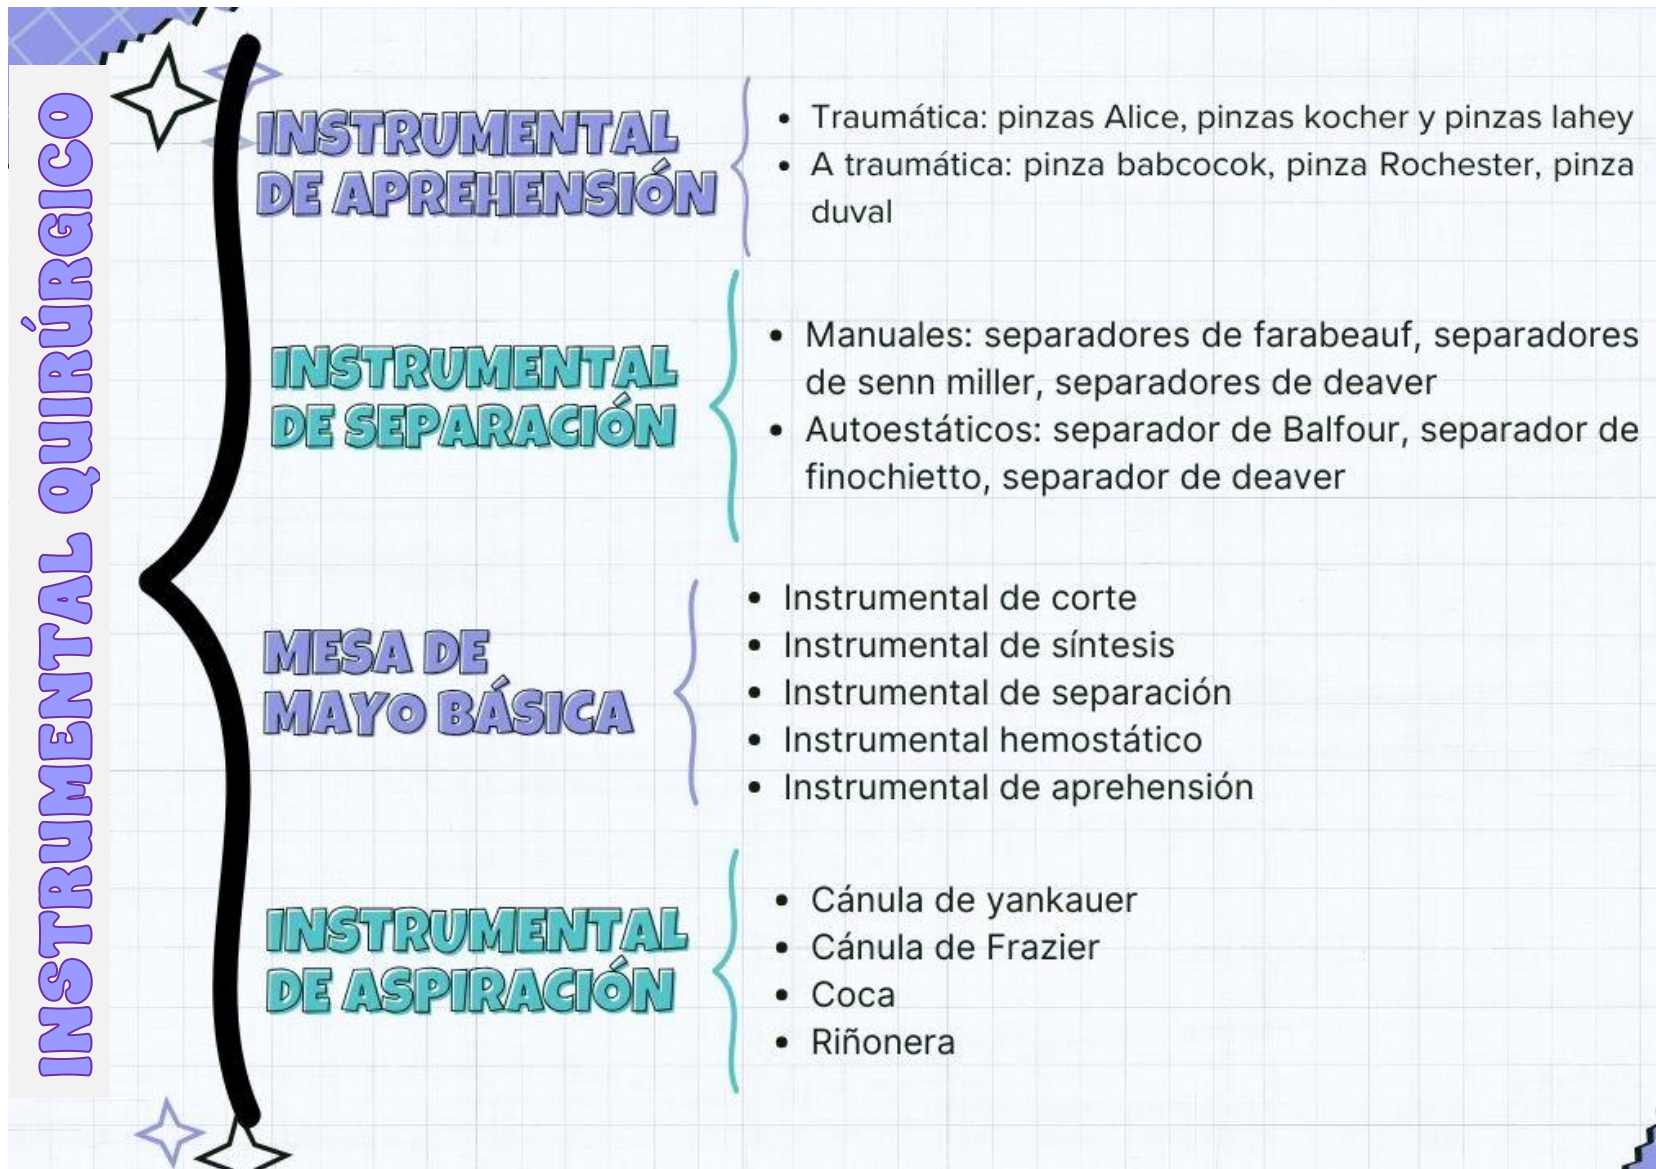 INSTRUMENTAL QUIRÚRGICO
INSTRUMENTAL
DE APREHENSIÓN
• Traumática: pinzas Alice, pinzas kocher y pinzas lahey
• A traumática: pinza babcocok, pinza Rochester, pinza
duval
INSTRUMENTAL
DE SEPARACIÓN
• Manuales: separadores de farabeauf, separadores
de senn miller, separadores de deaver
• Autoestáticos: separador de Balfour, separador de
finochietto, separador de deaver
MESA DE
MAYO BÁSICA
• Instrumental de corte
• Instrumental de síntesis
• Instrumental de separación
• Instrumental hemostático
• Instrumental de aprehensión
INSTRUMENTAL
DE ASPIRACIÓN
• Cánula de yankauer
• Cánula de Frazier
• Coca
• Riñonera